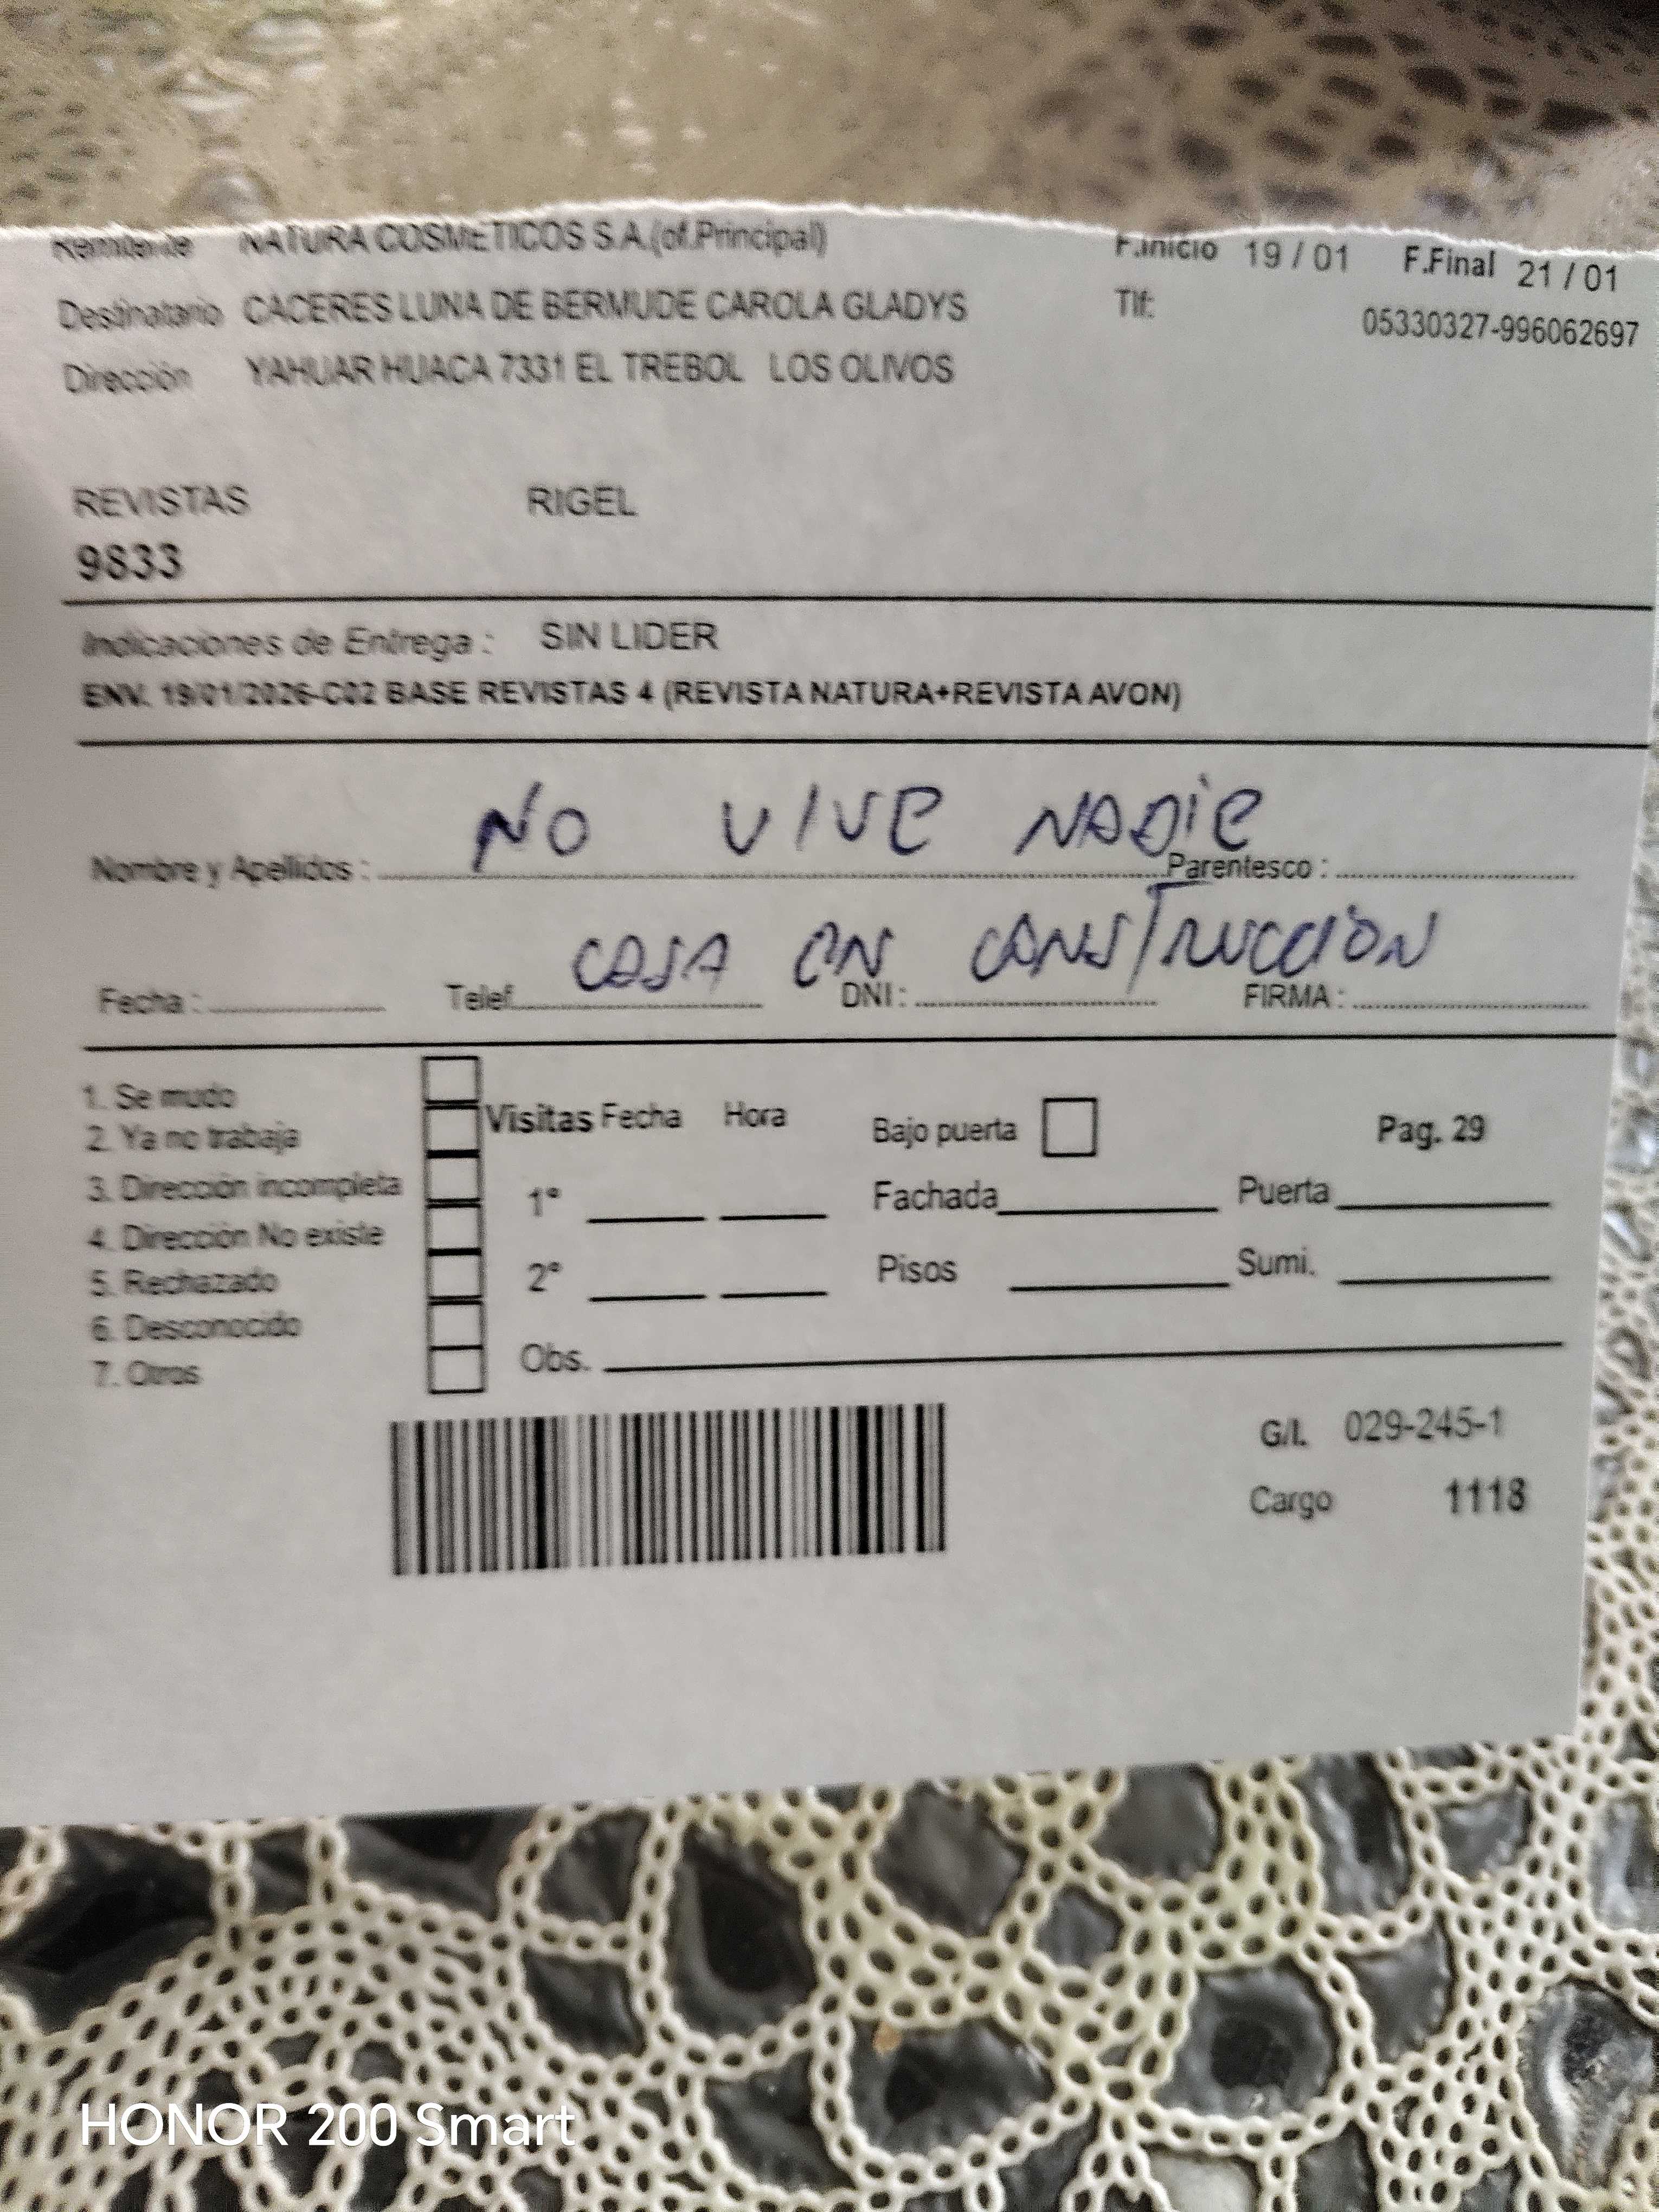 Remitente NATURA COSMETICOS S.A.(of.Principal) F.Inicio 19 / 01 F.Final 21 / 01
Destinatario CACERES LUNA DE BERMUDE CAROLA GLADYS Tlf: 05330327-996062697
Dirección YAHUAR HUACA 7331 EL TREBOL LOS OLIVOS
REVISTAS RIGEL
9833
Indicaciones de Entrega : SIN LIDER
ENV. 19/01/2026-C02 BASE REVISTAS 4 (REVISTA NATURA+REVISTA AVON)
NO VIVE NADIE
Nombre y Apellidos : Parentesco :
CASA EN CONSTRUCCION
Fecha : Telef. DNI : FIRMA :
1. Se mudo
2. Ya no trabaja
3. Dirección incompleta
4. Dirección No existe
5. Rechazado
6. Desconocido
7. Otros
Visitas Fecha Hora Bajo puerta Pag. 29
1° Fachada Puerta
2° Pisos Sumi.
Obs.
G/I. 029-245-1
Cargo 1118
HONOR 200 Smart